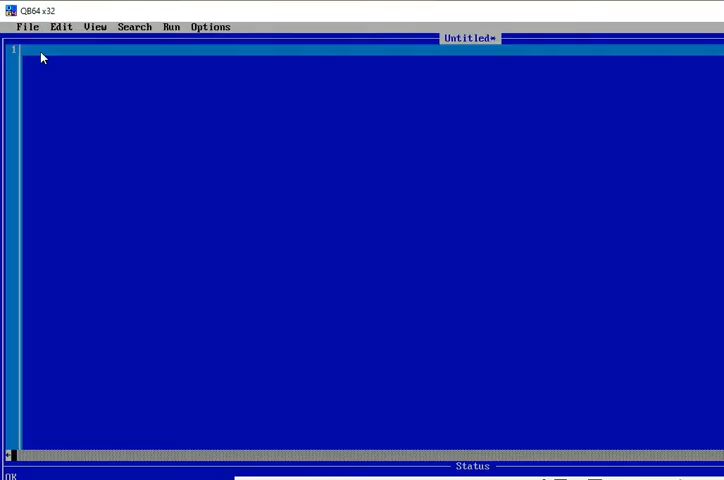 QB64 x32
File Edit View Search Run Options
Untitled*
1
Status
OK